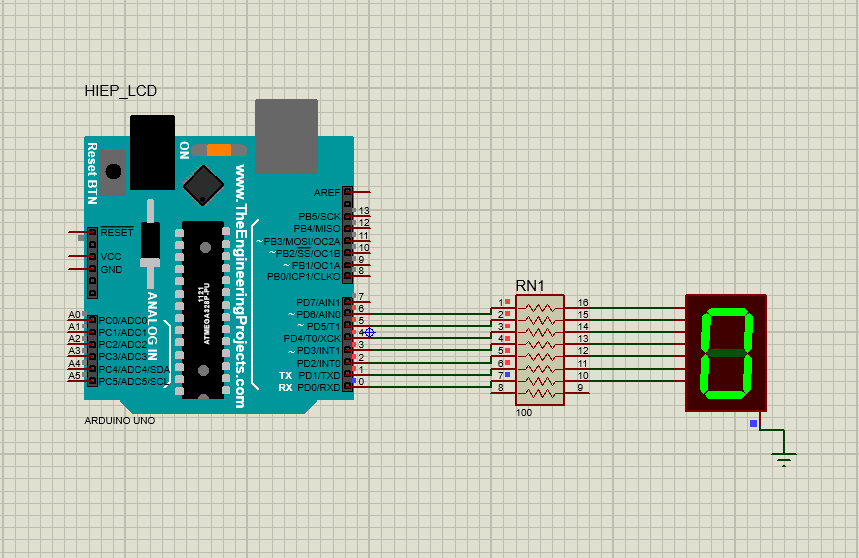 HIEP_LCD
Reset BTN
ON
www.TheEngineeringProjects.com
1121
ATMEGA328P-PU
ANALOG IN
RESET
VCC
GND
A0 PC0/ADC0
A1 PC1/ADC1
A2 PC2/ADC2
A3 PC3/ADC3
A4 PC4/ADC4/SDA
A5 PC5/ADC5/SCL
AREF
PB5/SCK 13
PB4/MISO 12
~PB3/MOSI/OC2A 11
~PB2/SS/OC1B 10
~PB1/OC1A 9
PB0/ICP1/CLKO 8
PD7/AIN1 7
~PD6/AIN0 6
~PD5/T1 5
PD4/T0/XCK 4
~PD3/INT1 3
PD2/INT0 2
TX PD1/TXD 1
RX PD0/RXD 0
ARDUINO UNO
RN1
1 16
2 15
3 14
4 13
5 12
6 11
7 10
8 9
100
0